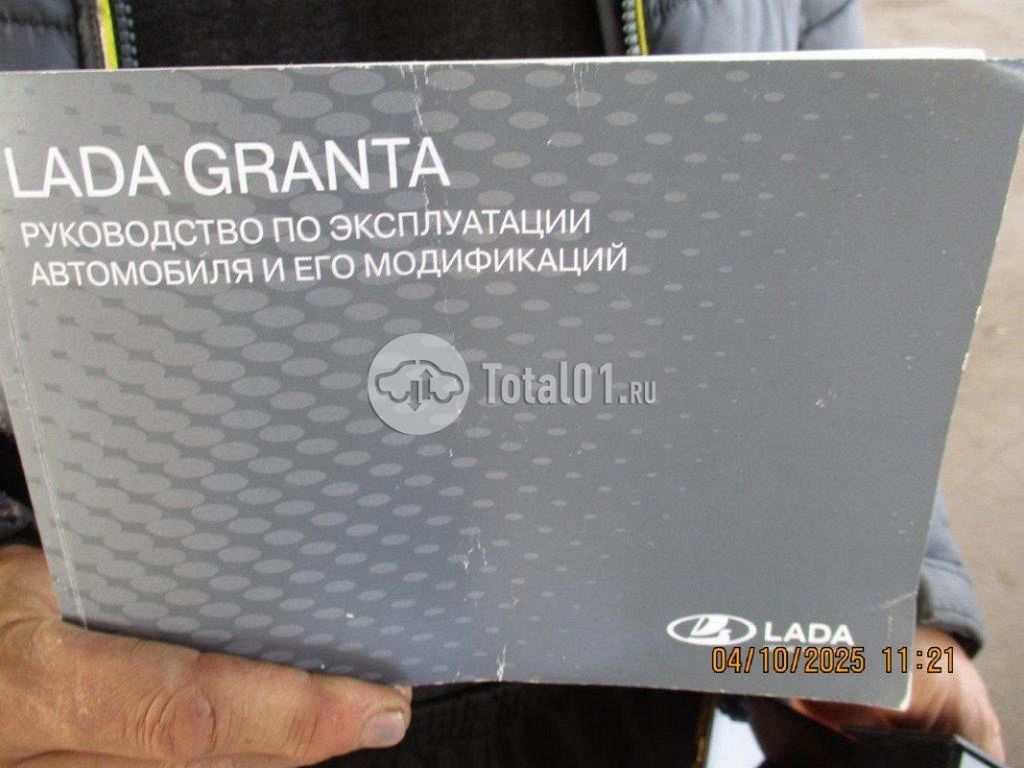 LADA GRANTA
РУКОВОДСТВО ПО ЭКСПЛУАТАЦИИ
АВТОМОБИЛЯ И ЕГО МОДИФИКАЦИЙ
Total01.RU
LADA
04/10/2025 11:21